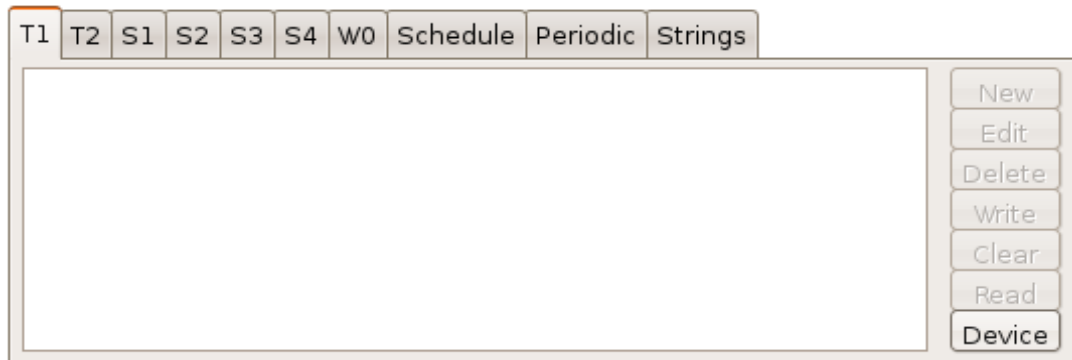 T1 T2 S1 S2 S3 S4 W0 Schedule Periodic Strings
New
Edit
Delete
Write
Clear
Read
Device